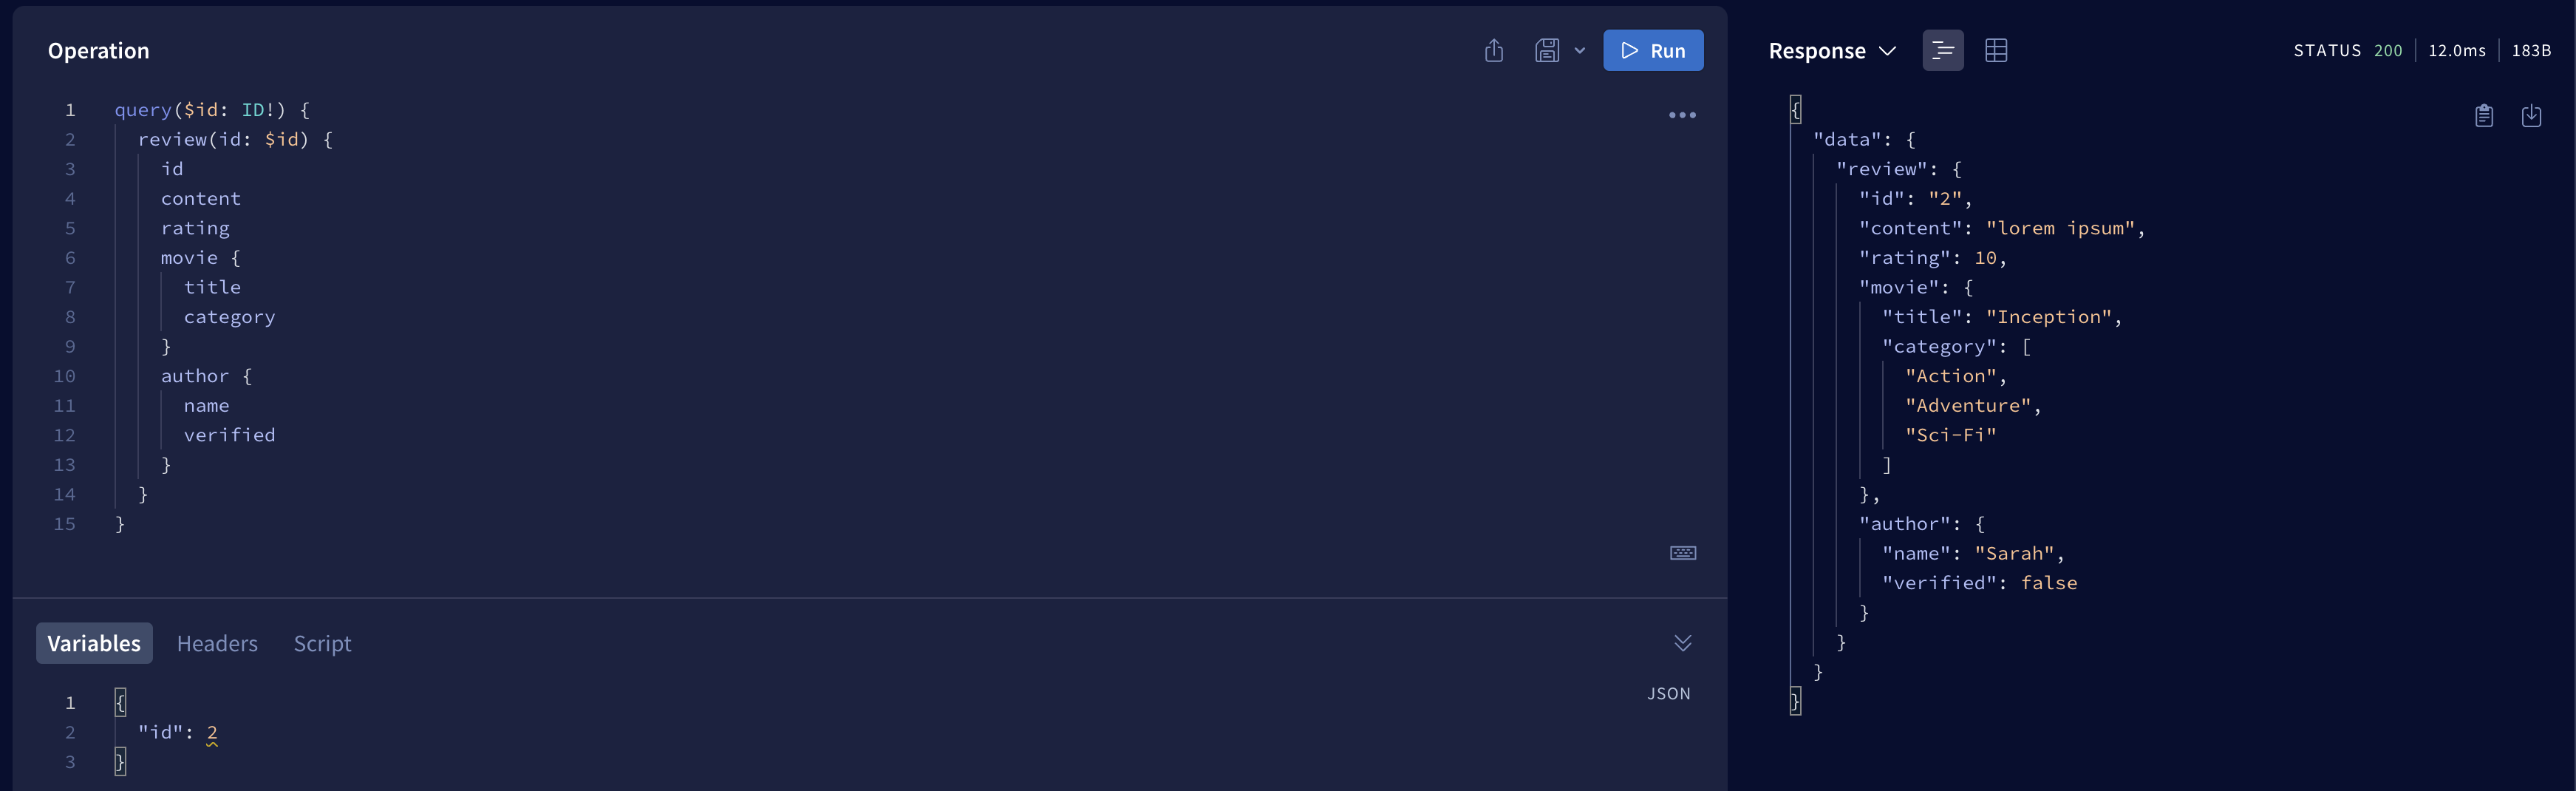 Operation
Run
1 query($id: ID!) {
2 review(id: $id) {
3 id
4 content
5 rating
6 movie {
7 title
8 category
9 }
10 author {
11 name
12 verified
13 }
14 }
15 }
Variables Headers Script
JSON
1 {
2 "id": 2
3 }
Response
STATUS 200 12.0ms 183B
{
"data": {
"review": {
"id": "2",
"content": "lorem ipsum",
"rating": 10,
"movie": {
"title": "Inception",
"category": [
"Action",
"Adventure",
"Sci-Fi"
]
},
"author": {
"name": "Sarah",
"verified": false
}
}
}
}